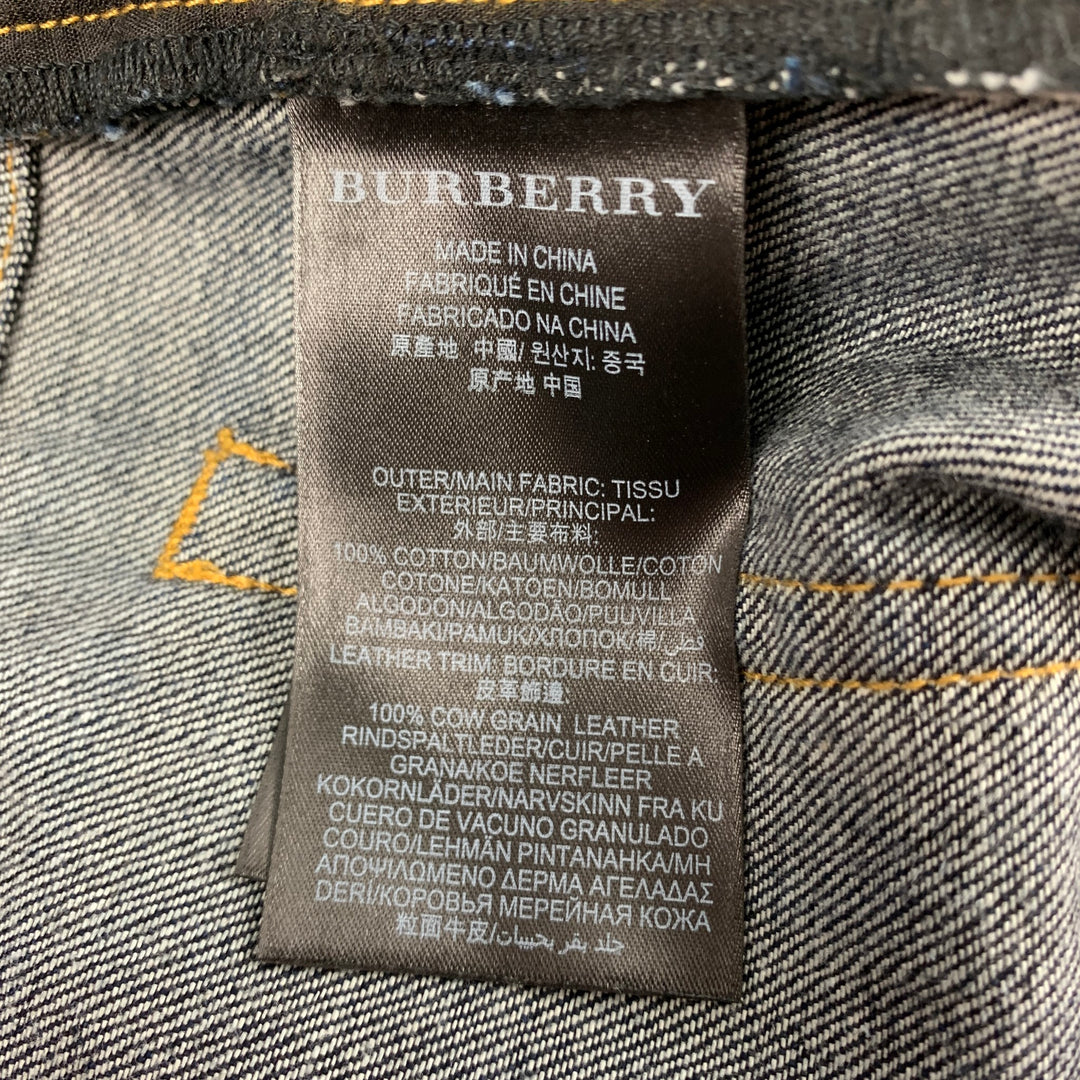 BURBERRY
MADE IN CHINA
FABRIQUÉ EN CHINE
FABRICADO NA CHINA
原產地 中國/ 원산지: 중국
原产地 中国
OUTER/MAIN FABRIC: TISSU
EXTERIEUR/PRINCIPAL:
外部/主要布料:
100% COTTON/BAUMWOLLE/COTON
COTONE/KATOEN/BOMULL
ALGODON/ALGODÃO/PUUVILLA
BAMBAKI/PAMUK/ХПОПОК/棉/قطن
LEATHER TRIM: BORDURE EN CUIR:
皮革飾邊
100% COW GRAIN LEATHER
RINDSPALTLEDER/CUIR/PELLE A
GRANA/KOE NERFLEER
KOKORNLÅDER/NARVSKINN FRA KU
CUERO DE VACUNO GRANULADO
COURO/LEHMÄN PINTANAHKA/MH
ΑΠΟΨΙΛΩΜΕΝΟ ΔΕΡΜΑ ΑΓΕΛΑΔΑΣ
DERİ/КОРОВЬЯ МЕРЕЙНАЯ КОЖА
粒面牛皮/جلد بقر بحبيبات